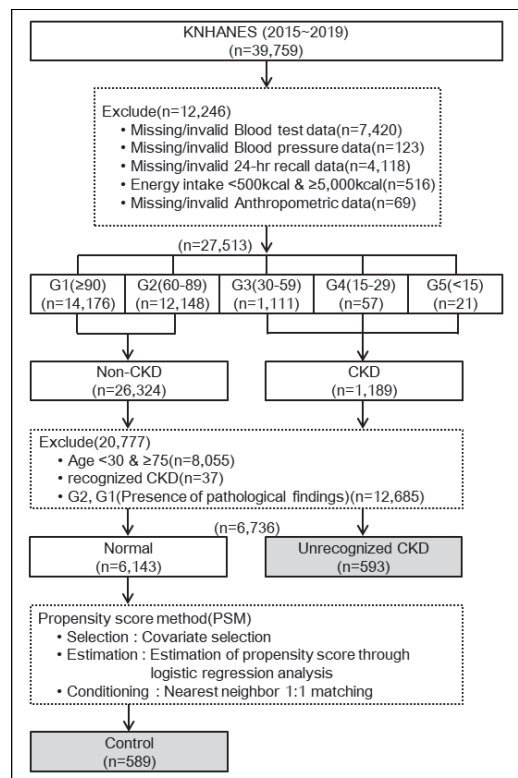 KNHANES (2015~2019)
(n=39,759)
Exclude(n=12,246)
• Missing/invalid Blood test data(n=7,420)
• Missing/invalid Blood pressure data(n=123)
• Missing/invalid 24-hr recall data(n=4,118)
• Energy intake <500kcal & ≥5,000kcal(n=516)
• Missing/invalid Anthropometric data(n=69)
(n=27,513)
G1(≥90) G2(60-89) G3(30-59) G4(15-29) G5(<15)
(n=14,176) (n=12,148) (n=1,111) (n=57) (n=21)
Non-CKD CKD
(n=26,324) (n=1,189)
Exclude(20,777)
• Age <30 & ≥75(n=8,055)
• recognized CKD(n=37)
• G2, G1(Presence of pathological findings)(n=12,685)
(n=6,736)
Normal Unrecognized CKD
(n=6,143) (n=593)
Propensity score method(PSM)
• Selection : Covariate selection
• Estimation : Estimation of propensity score through
logistic regression analysis
• Conditioning : Nearest neighbor 1:1 matching
Control
(n=589)